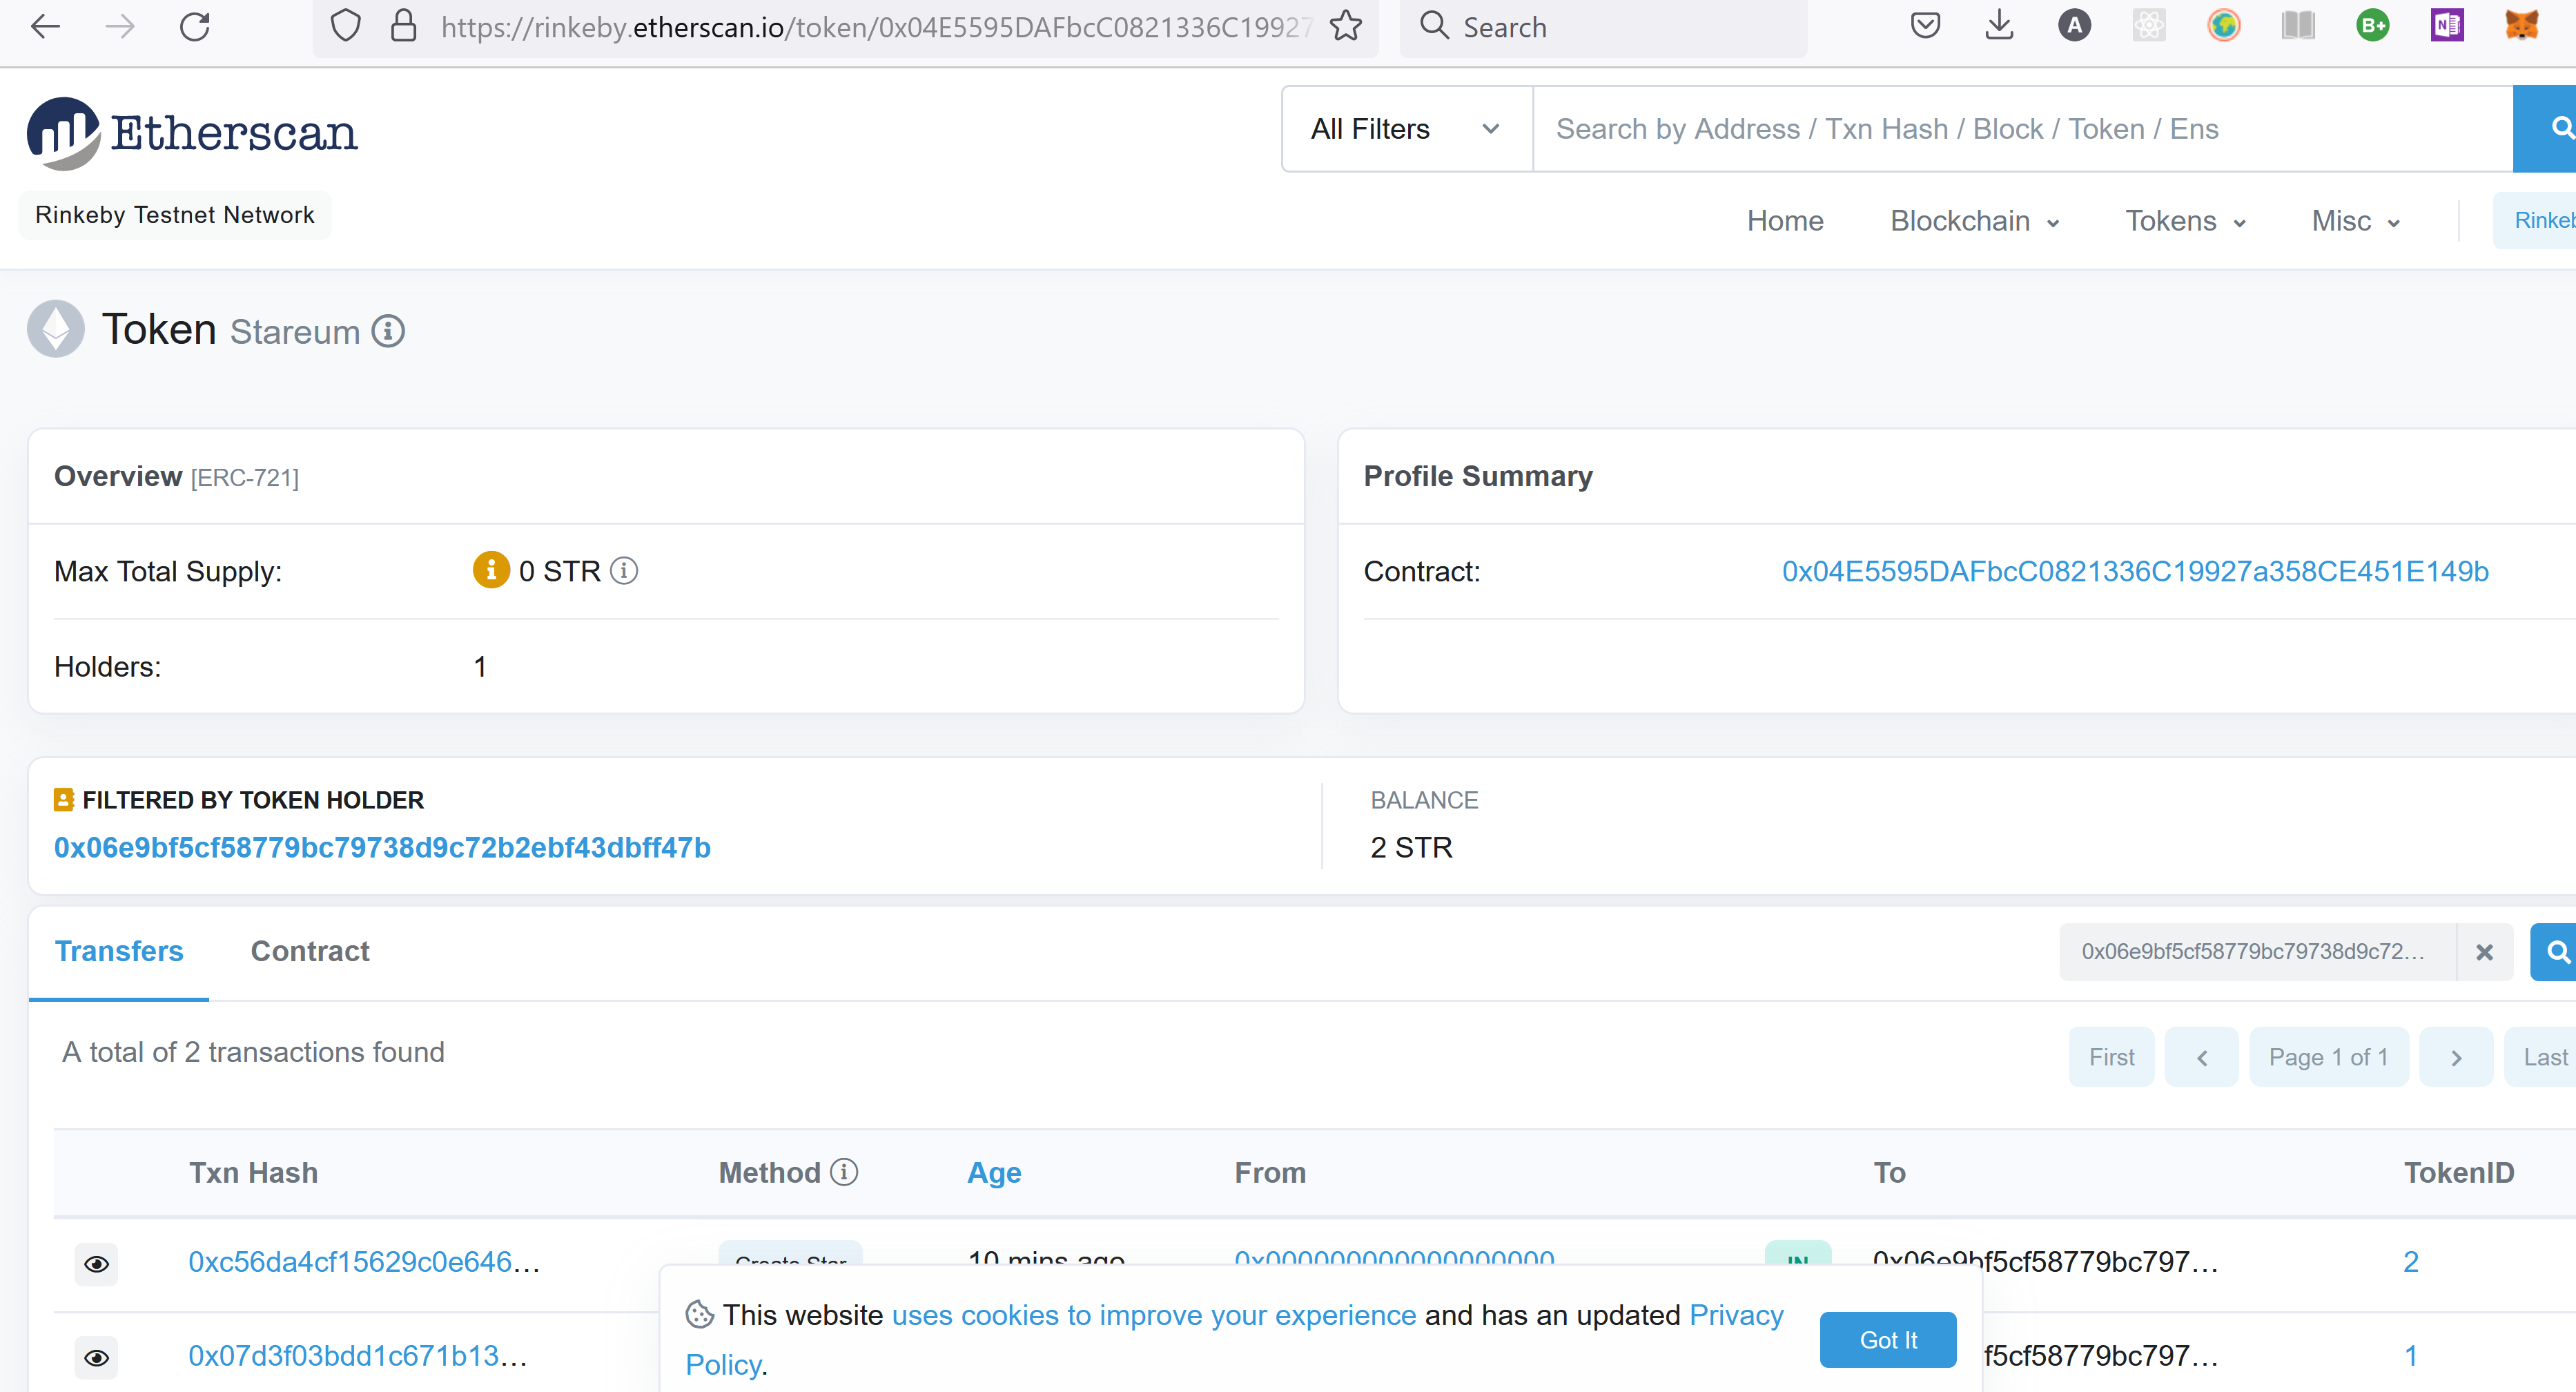 https://rinkeby.etherscan.io/token/0x04E5595DAFbcC0821336C19927
Search
A
B+
N
Etherscan
All Filters
Search by Address / Txn Hash / Block / Token / Ens
Rinkeby Testnet Network
Home
Blockchain
Tokens
Misc
Token Stareum
Overview [ERC-721]
Max Total Supply:
0 STR
Holders:
1
Profile Summary
Contract:
0x04E5595DAFbcC0821336C19927a358CE451E149b
FILTERED BY TOKEN HOLDER
0x06e9bf5cf58779bc79738d9c72b2ebf43dbff47b
BALANCE
2 STR
Transfers
Contract
0x06e9bf5cf58779bc79738d9c72...
A total of 2 transactions found
First
Page 1 of 1
Last
Txn Hash
Method
Age
From
To
TokenID
0xc56da4cf15629c0e646...
Create Star
10 mins ago
IN
0x06e9bf5cf58779bc797...
2
0x07d3f03bdd1c671b13...
f5cf58779bc797...
1
This website uses cookies to improve your experience and has an updated Privacy
Policy.
Got It